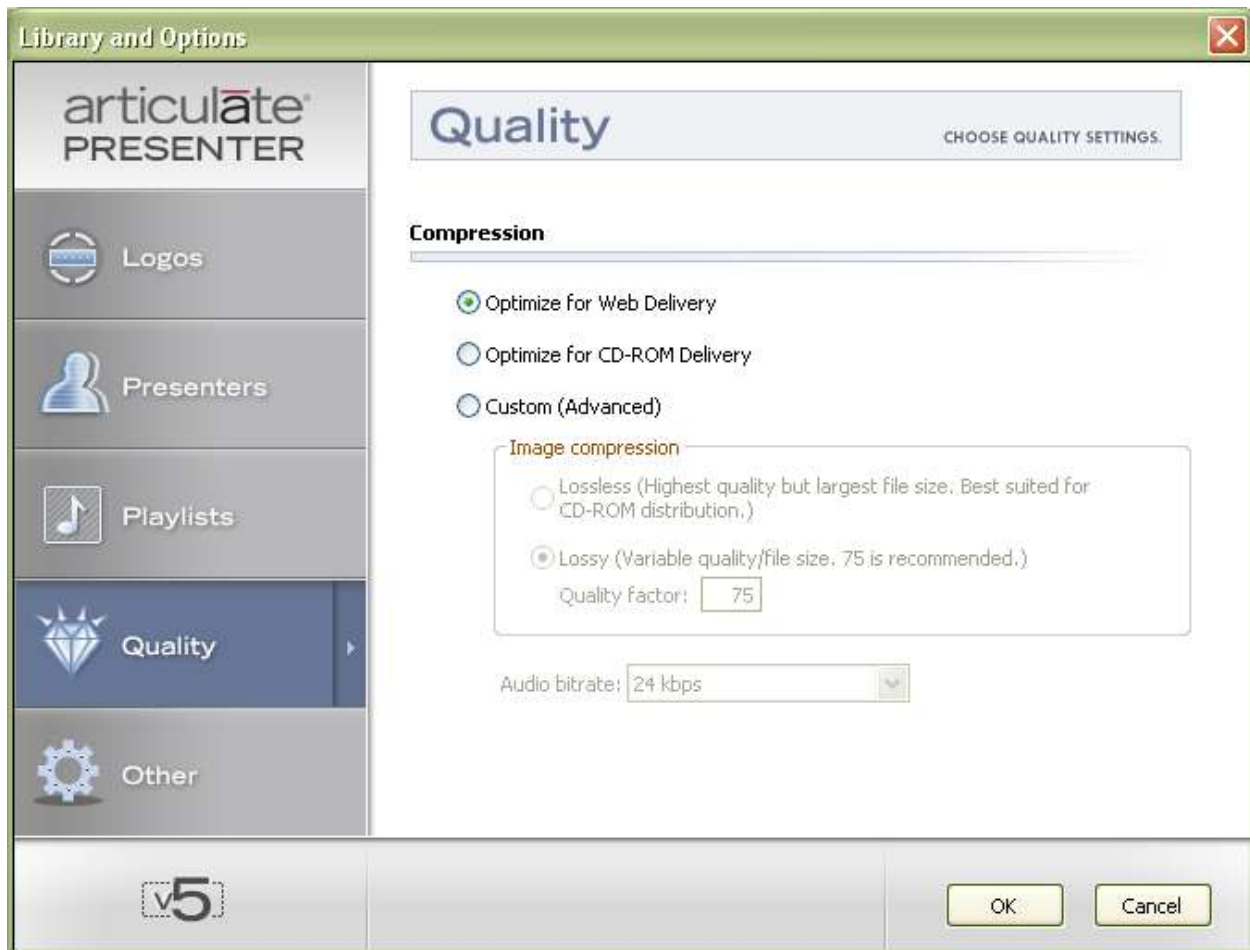 Library and Options
articulāte®
PRESENTER
Logos
Presenters
Playlists
Quality
Other
v5
Quality
CHOOSE QUALITY SETTINGS.
Compression
Optimize for Web Delivery
Optimize for CD-ROM Delivery
Custom (Advanced)
Image compression
Lossless (Highest quality but largest file size. Best suited for
CD-ROM distribution.)
Lossy (Variable quality/file size. 75 is recommended.)
Quality factor: 75
Audio bitrate: 24 kbps
OK
Cancel